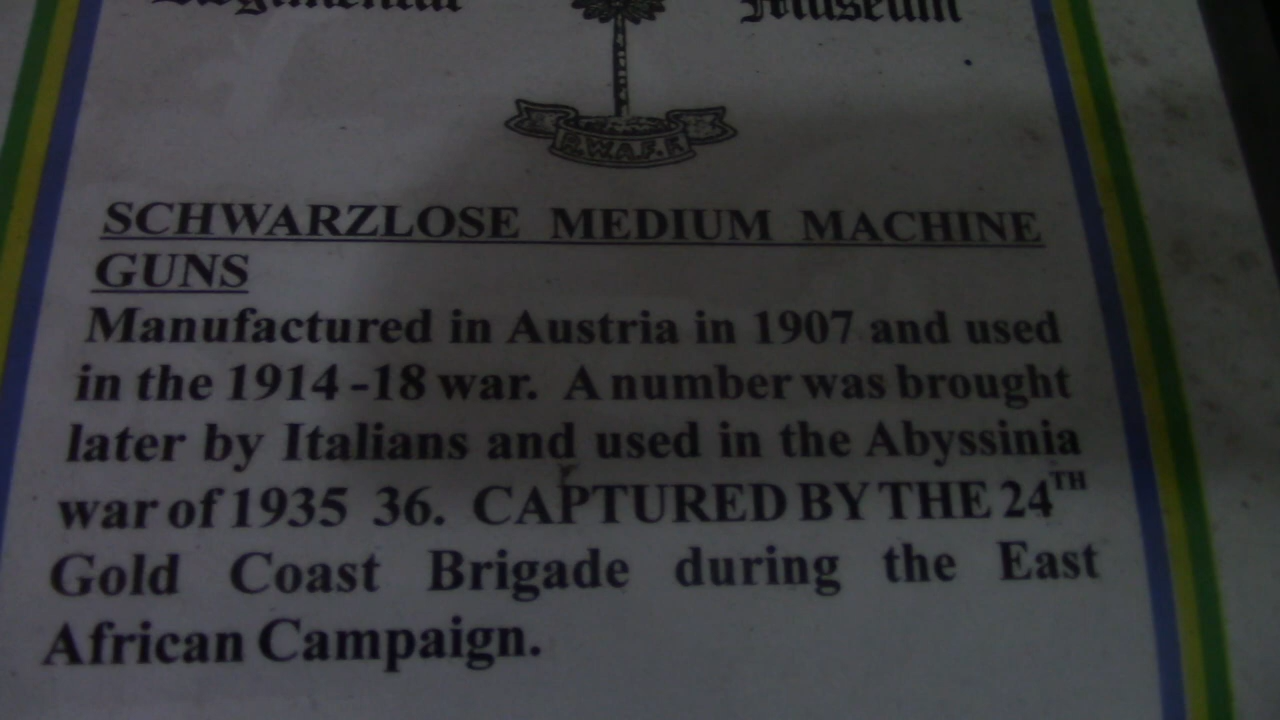 Regimental Museum
R.W.A.F.F.
SCHWARZLOSE MEDIUM MACHINE
GUNS
Manufactured in Austria in 1907 and used
in the 1914-18 war. A number was brought
later by Italians and used in the Abyssinia
war of 1935 36. CAPTURED BY THE 24TH
Gold Coast Brigade during the East
African Campaign.